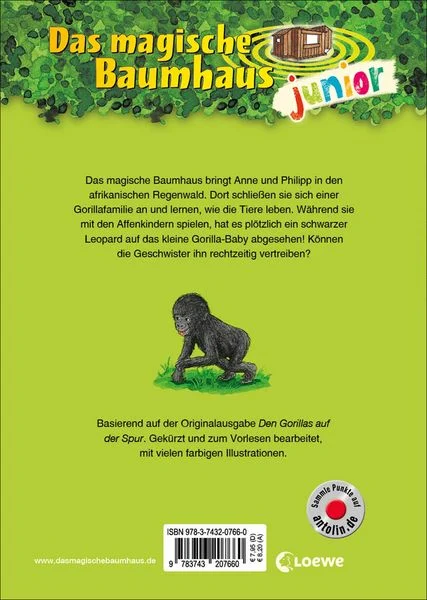 Das magische
Baumhaus
junior
Das magische Baumhaus bringt Anne und Philipp in den
afrikanischen Regenwald. Dort schließen sie sich einer
Gorillafamilie an und lernen, wie die Tiere leben. Während sie
mit den Affenkindern spielen, hat es plötzlich ein schwarzer
Leopard auf das kleine Gorilla-Baby abgesehen! Können
die Geschwister ihn rechtzeitig vertreiben?
Basierend auf der Originalausgabe Den Gorillas auf
der Spur. Gekürzt und zum Vorlesen bearbeitet,
mit vielen farbigen Illustrationen.
Sammle Punkte auf
antolin.de
ISBN 978-3-7432-0766-0
€ 7,95 (D)
€ 8,20 (A)
9 783743 207660
www.dasmagischebaumhaus.de
Loewe